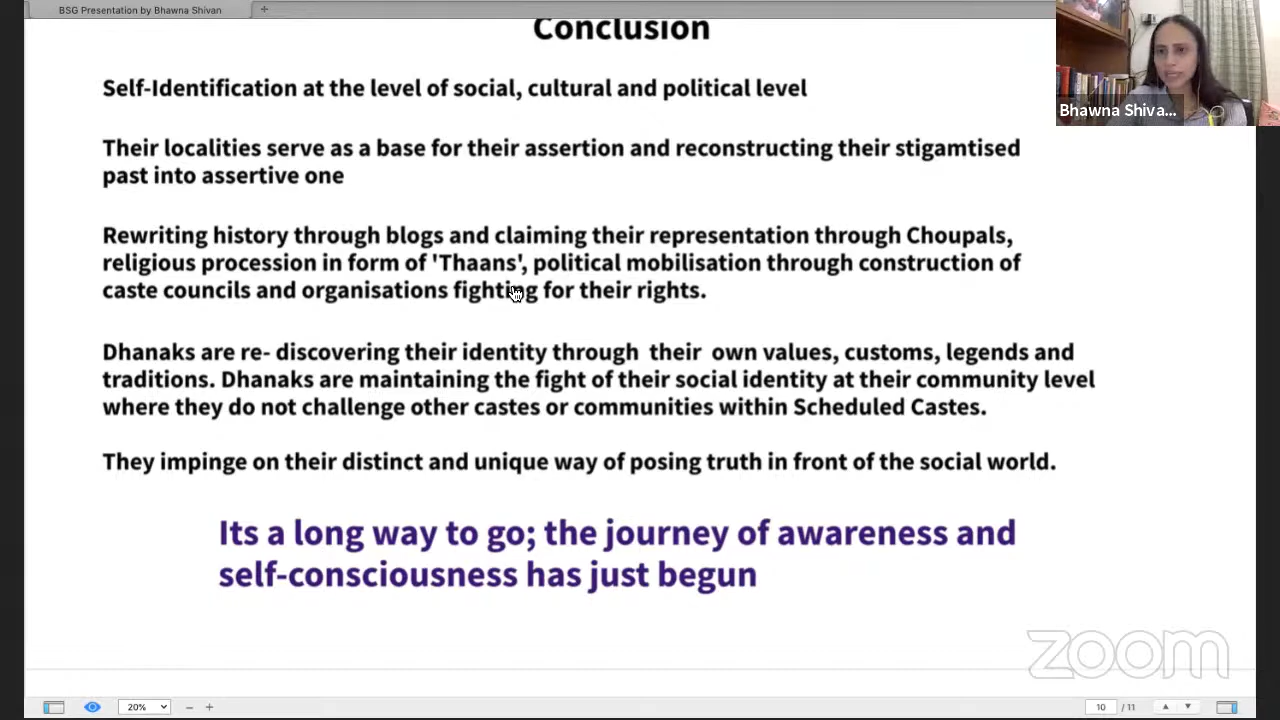 BSG Presentation by Bhawna Shivan
+
Conclusion
Bhawna Shiva...
Self-Identification at the level of social, cultural and political level
Their localities serve as a base for their assertion and reconstructing their stigamtised
past into assertive one
Rewriting history through blogs and claiming their representation through Choupals,
religious procession in form of 'Thaans', political mobilisation through construction of
caste councils and organisations fighting for their rights.
Dhanaks are re- discovering their identity through  their  own values, customs, legends and
traditions. Dhanaks are maintaining the fight of their social identity at their community level
where they do not challenge other castes or communities within Scheduled Castes.
They impinge on their distinct and unique way of posing truth in front of the social world.
Its a long way to go; the journey of awareness and
self-consciousness has just begun
zoom
20% − + 10 / 11